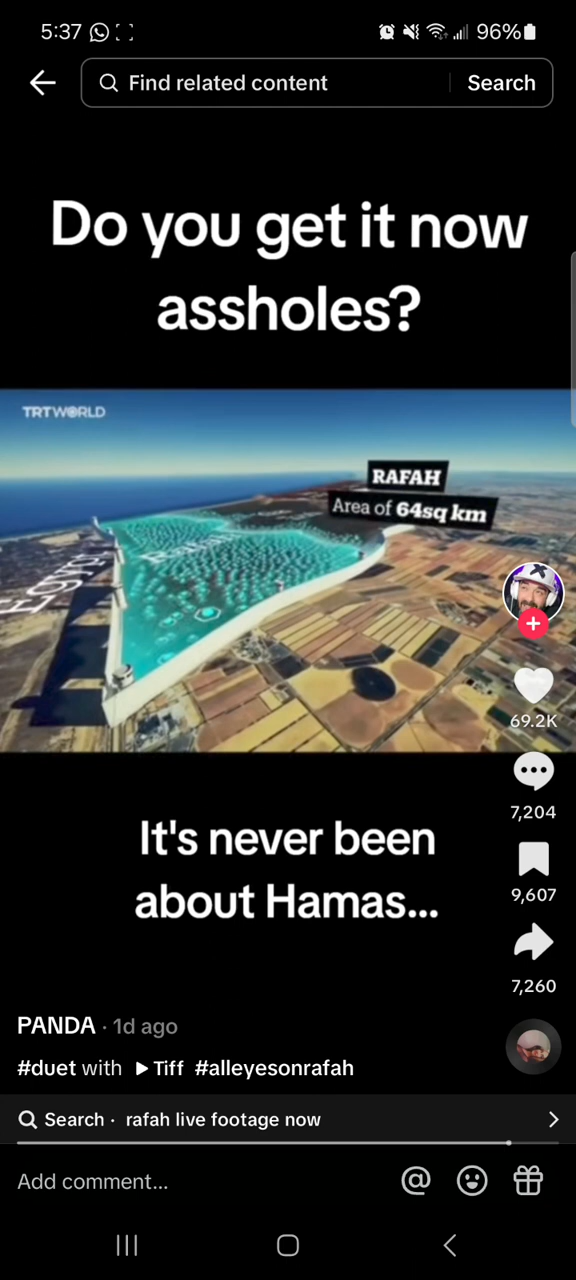 5:37
96%
Find related content
Search
Do you get it now
assholes?
TRTWORLD
RAFAH
Area of 64sq km
Rafah
Egypt
69.2K
7,204
It's never been
9,607
about Hamas...
7,260
PANDA · 1d ago
#duet with ▶ Tiff #alleyesonrafah
Search · rafah live footage now
Add comment...